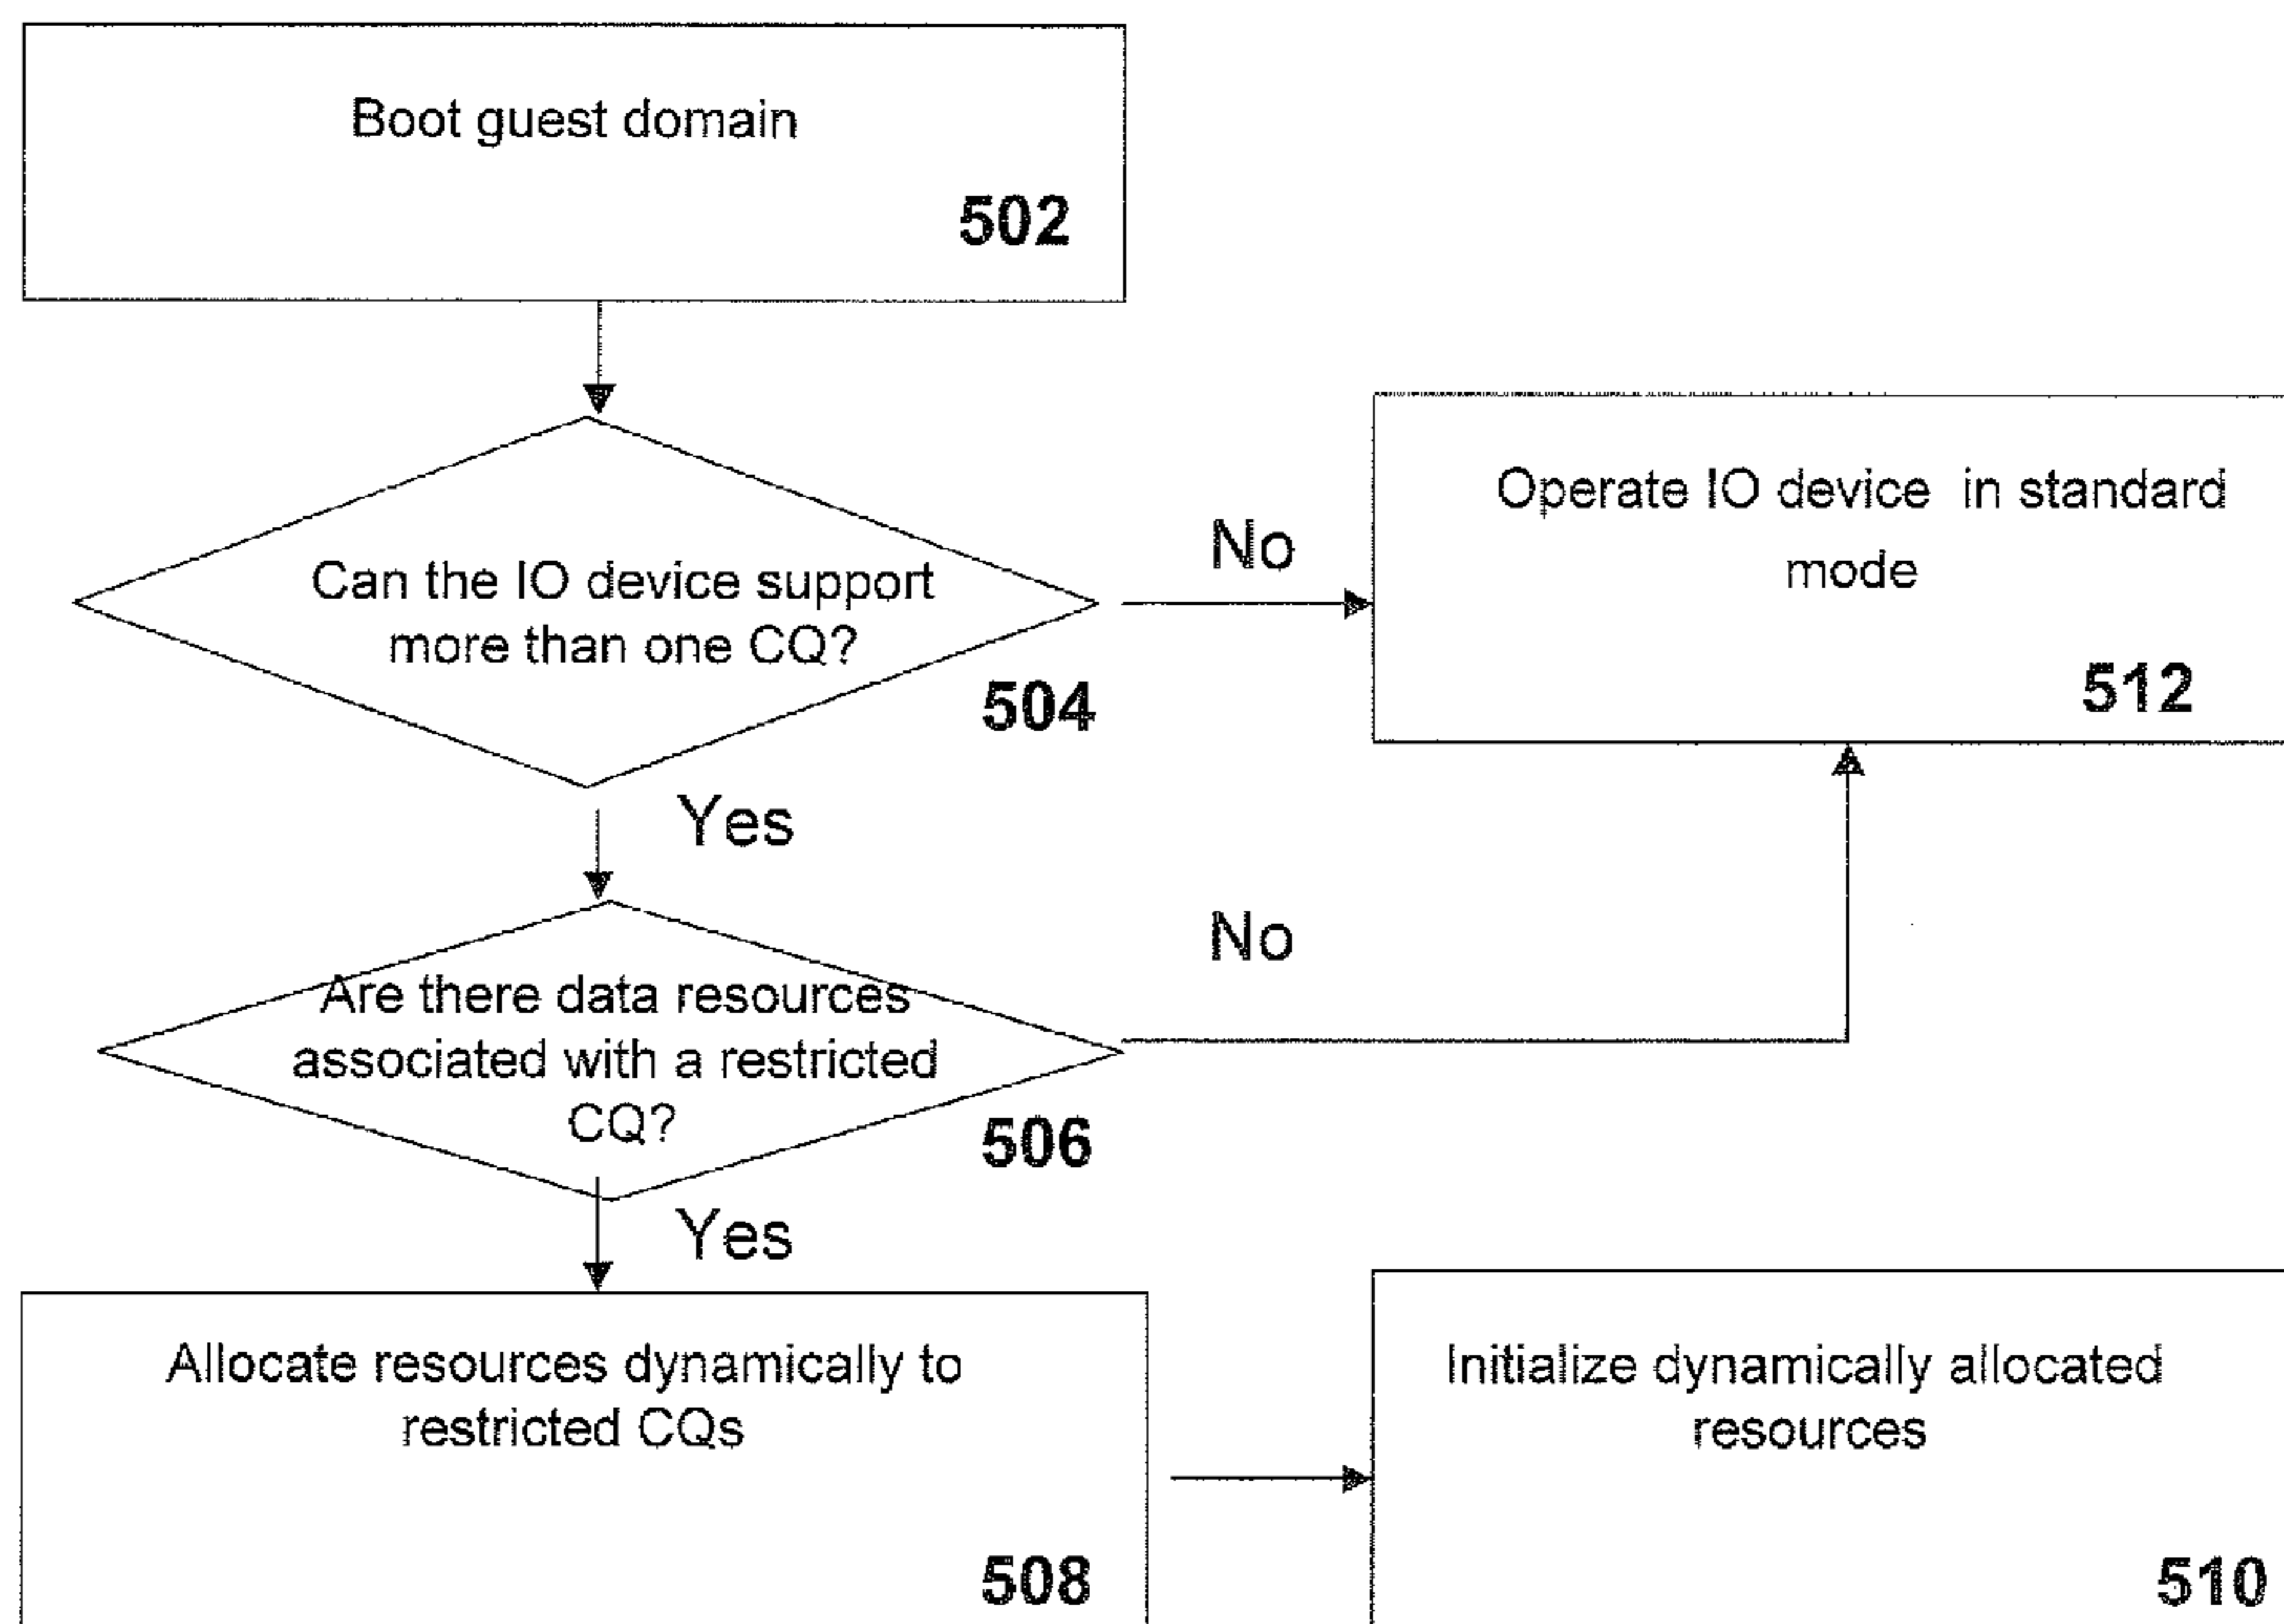 Boot guest domain
502
Can the IO device support
more than one CQ?
504
No
Operate IO device in standard
mode
512
Yes
Are there data resources
associated with a restricted
CQ?
506
No
Yes
Allocate resources dynamically to
restricted CQs
508
Initialize dynamically allocated
resources
510